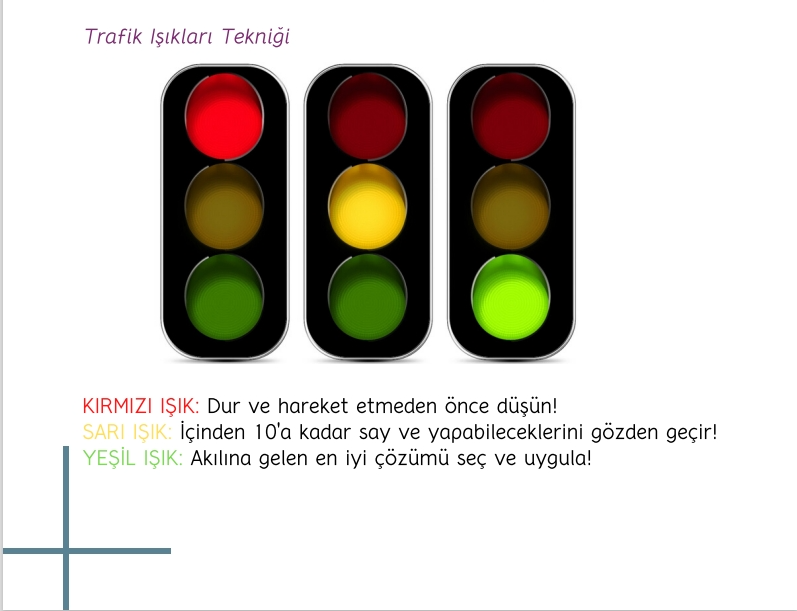 Trafik Işıkları Tekniği
KIRMIZI IŞIK: Dur ve hareket etmeden önce düşün!
SARI IŞIK: İçinden 10'a kadar say ve yapabileceklerini gözden geçir!
YEŞİL IŞIK: Akılına gelen en iyi çözümü seç ve uygula!